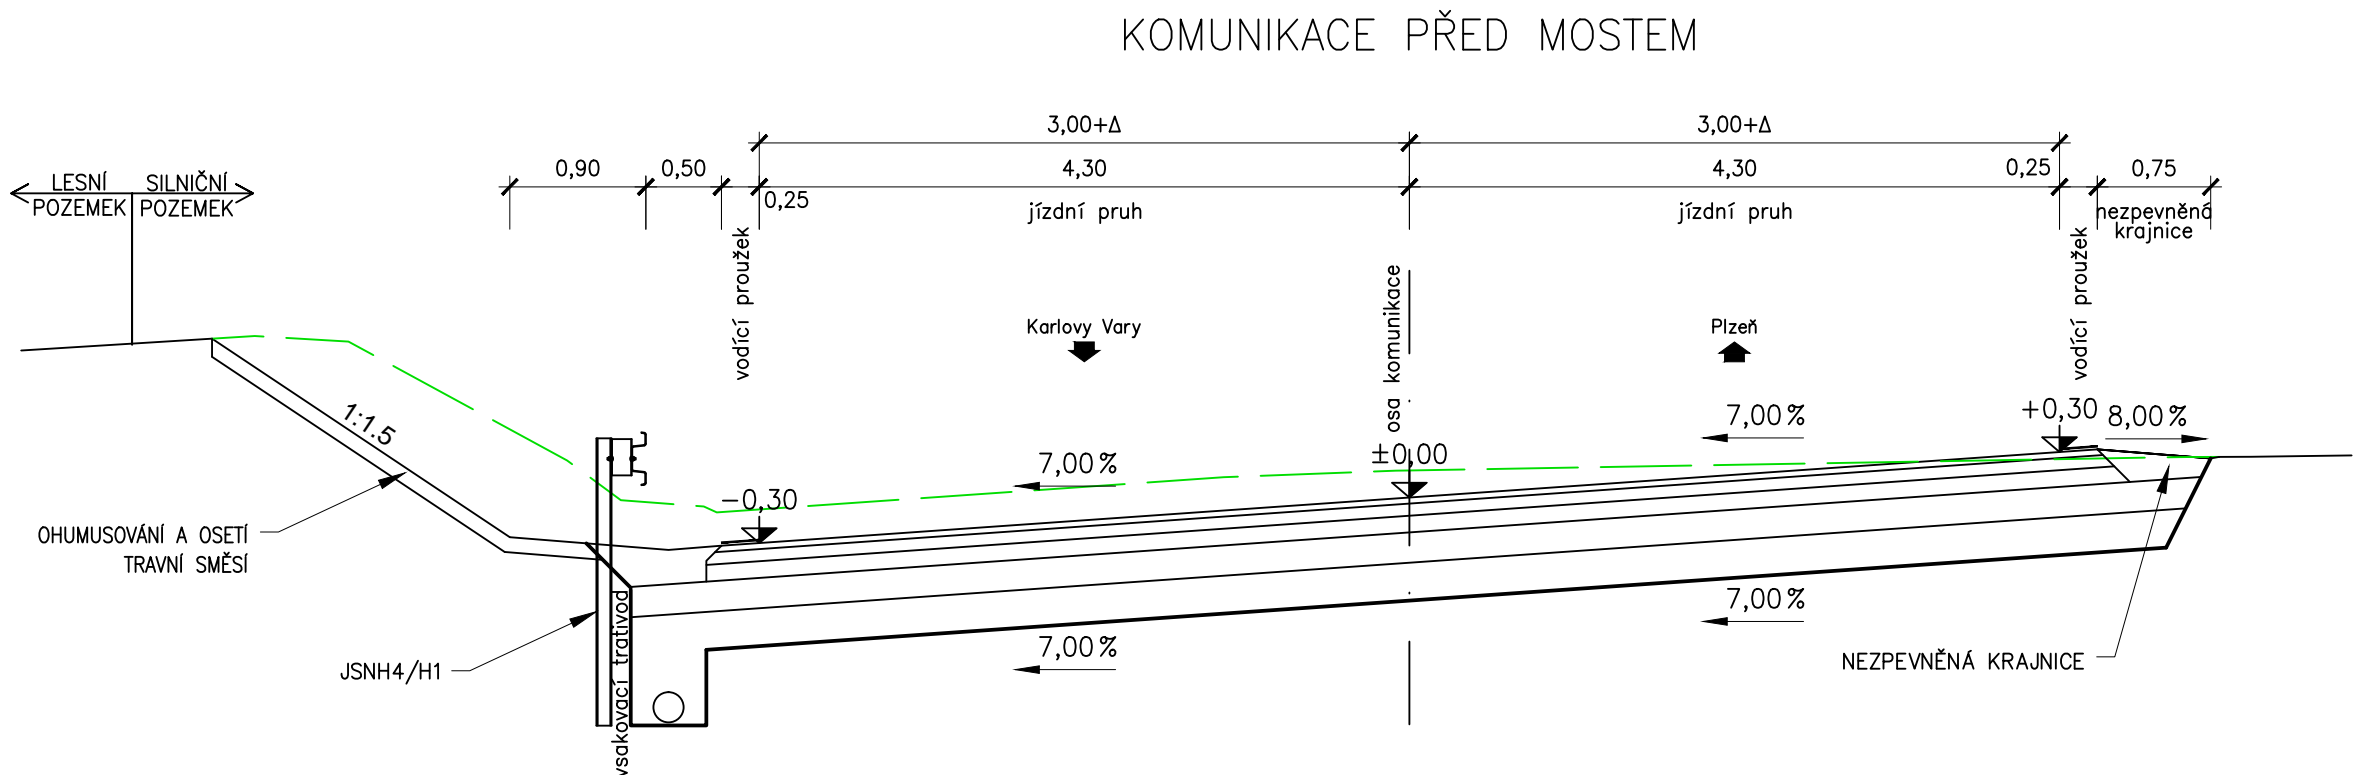 KOMUNIKACE PŘED MOSTEM
3,00+Δ
3,00+Δ
0,90
0,50
4,30
4,30
0,25
0,75
LESNÍ
POZEMEK
SILNIČNÍ
POZEMEK
0,25
jízdní pruh
jízdní pruh
nezpevněná
krajnice
vodící proužek
osa komunikace
vodící proužek
Karlovy Vary
Plzeň
1:1.5
7,00%
+0,30
8,00%
±0,00
7,00%
-0,30
OHUMUSOVÁNÍ A OSETÍ
TRAVNÍ SMĚSÍ
vsakovací trativod
7,00%
7,00%
JSNH4/H1
NEZPEVNĚNÁ KRAJNICE